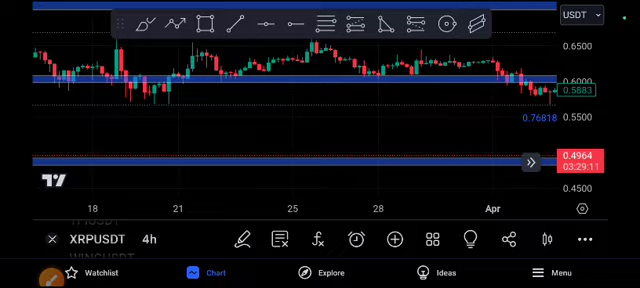 USDT
0.6500
0.6000
0.5883
0.76818
0.5500
0.4964
03:29:11
0.4500
18 21 25 28 Apr
XRPUSDT 4h
Watchlist Chart Explore Ideas Menu